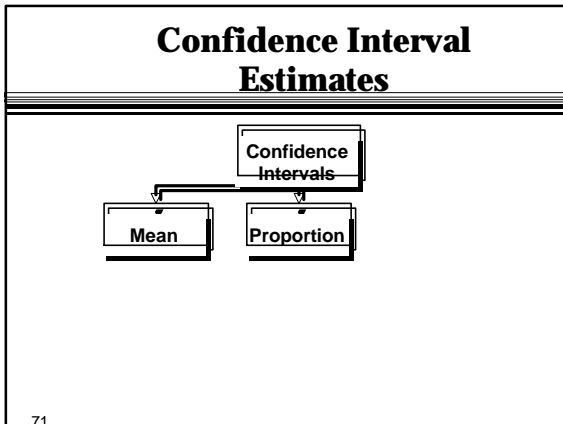 Confidence Interval
Estimates
Confidence
Intervals
Mean
Proportion
71